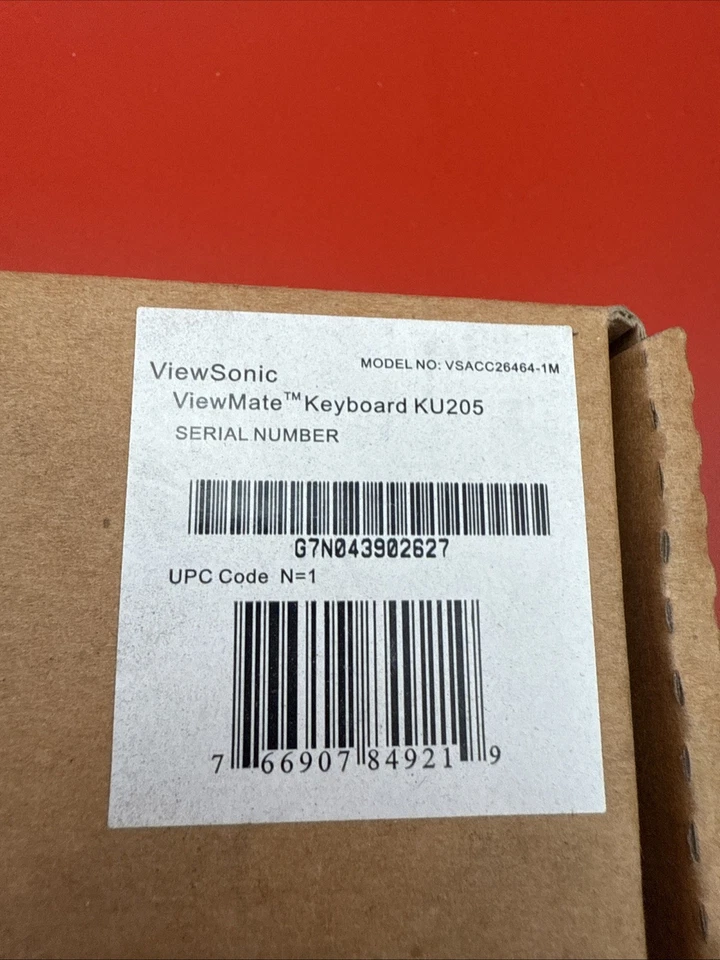 ViewSonic MODEL NO: VSACC26464-1M
ViewMate™ Keyboard KU205
SERIAL NUMBER
G7N043902627
UPC Code N=1
7 66907 84921 9